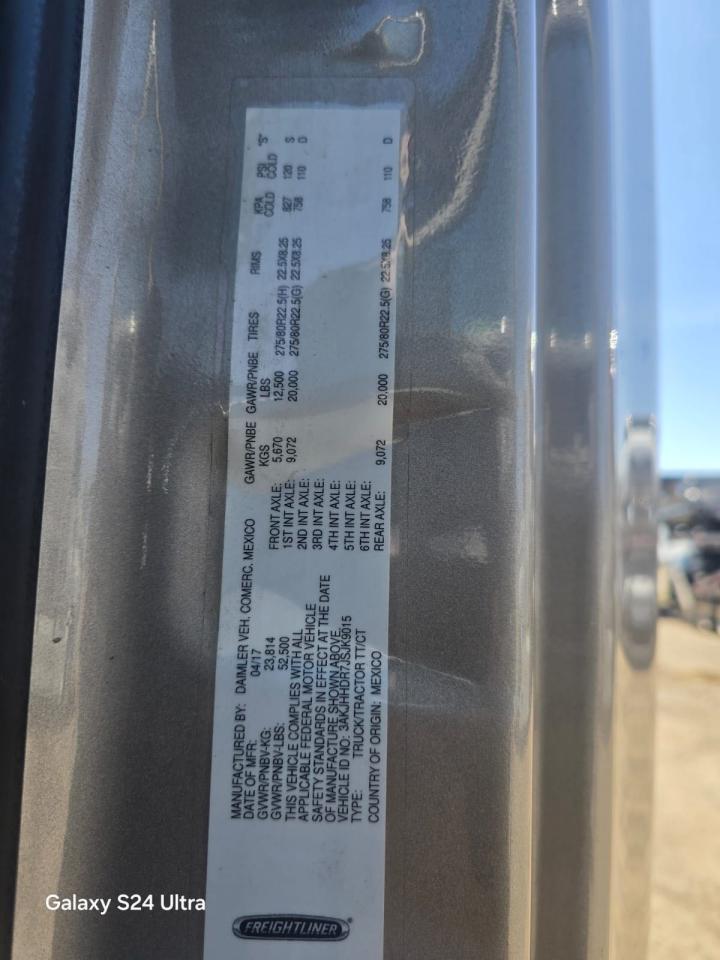 FREIGHTLINER®
MANUFACTURED BY: DAIMLER VEH. COMERC. MEXICO
DATE OF MFR: 04/17
GVWR/PNBV-KG: 23,814
GVWR/PNBV-LBS: 52,500
THIS VEHICLE COMPLIES WITH ALL
APPLICABLE FEDERAL MOTOR VEHICLE
SAFETY STANDARDS IN EFFECT AT THE DATE
OF MANUFACTURE SHOWN ABOVE.
VEHICLE ID NO: 3AKJHHDR7JSJK9015
TYPE: TRUCK/TRACTOR TT/CT
COUNTRY OF ORIGIN: MEXICO
GAWR/PNBE GAWR/PNBE TIRES RIMS KPA PSI "S"
KGS LBS COLD COLD
FRONT AXLE: 5,670 12,500 275/80R22.5(H) 22.5X8.25 827 120 S
1ST INT AXLE: 9,072 20,000 275/80R22.5(G) 22.5X8.25 758 110 D
2ND INT AXLE:
3RD INT AXLE:
4TH INT AXLE:
5TH INT AXLE:
6TH INT AXLE:
REAR AXLE: 9,072 20,000 275/80R22.5(G) 22.5X8.25 758 110 D
Galaxy S24 Ultra